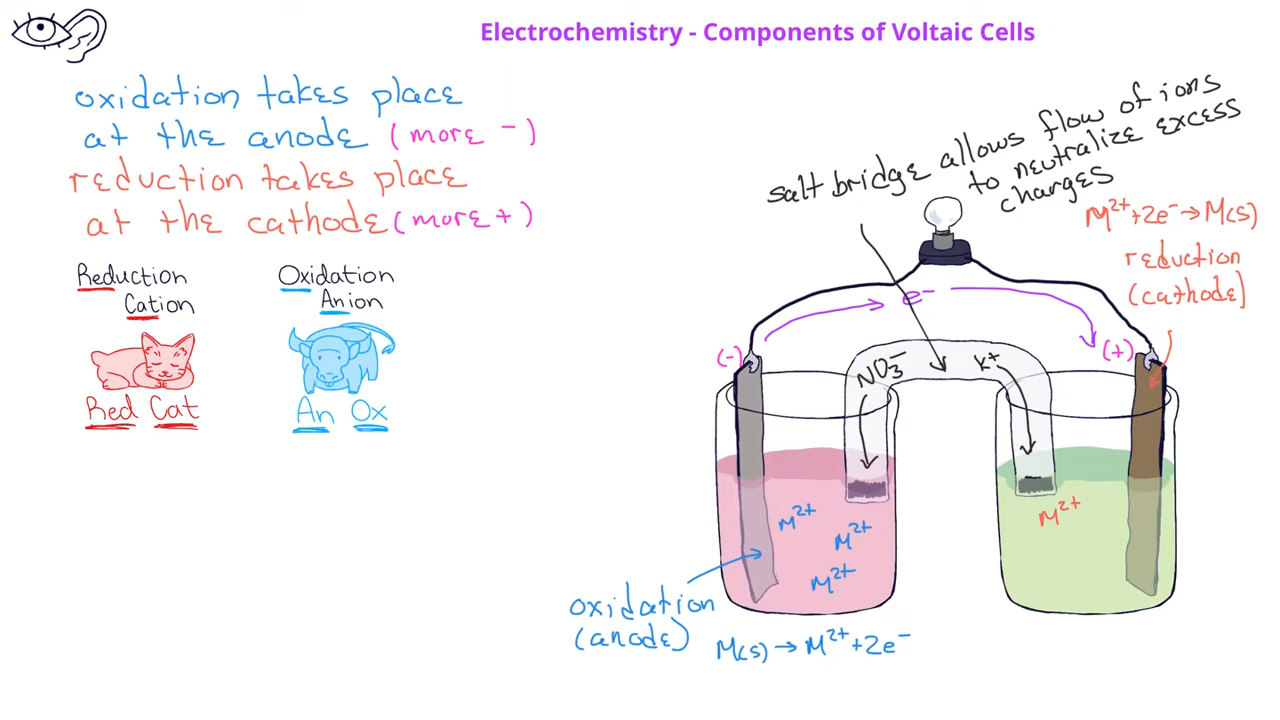 Electrochemistry - Components of Voltaic Cells
oxidation takes place
at the anode (more -)
reduction takes place
at the cathode (more +)
Reduction
Cation
Red Cat
Oxidation
Anion
An Ox
salt bridge allows flow of ions
to neutralize excess
charges
M²⁺+2e⁻→M(s)
reduction
(cathode]
e⁻
(-)
(+)
NO₃⁻
K+
M²⁺
M²⁺
M²⁺
M²⁺
oxidation
(anode)
M(s)→M²⁺+2e⁻